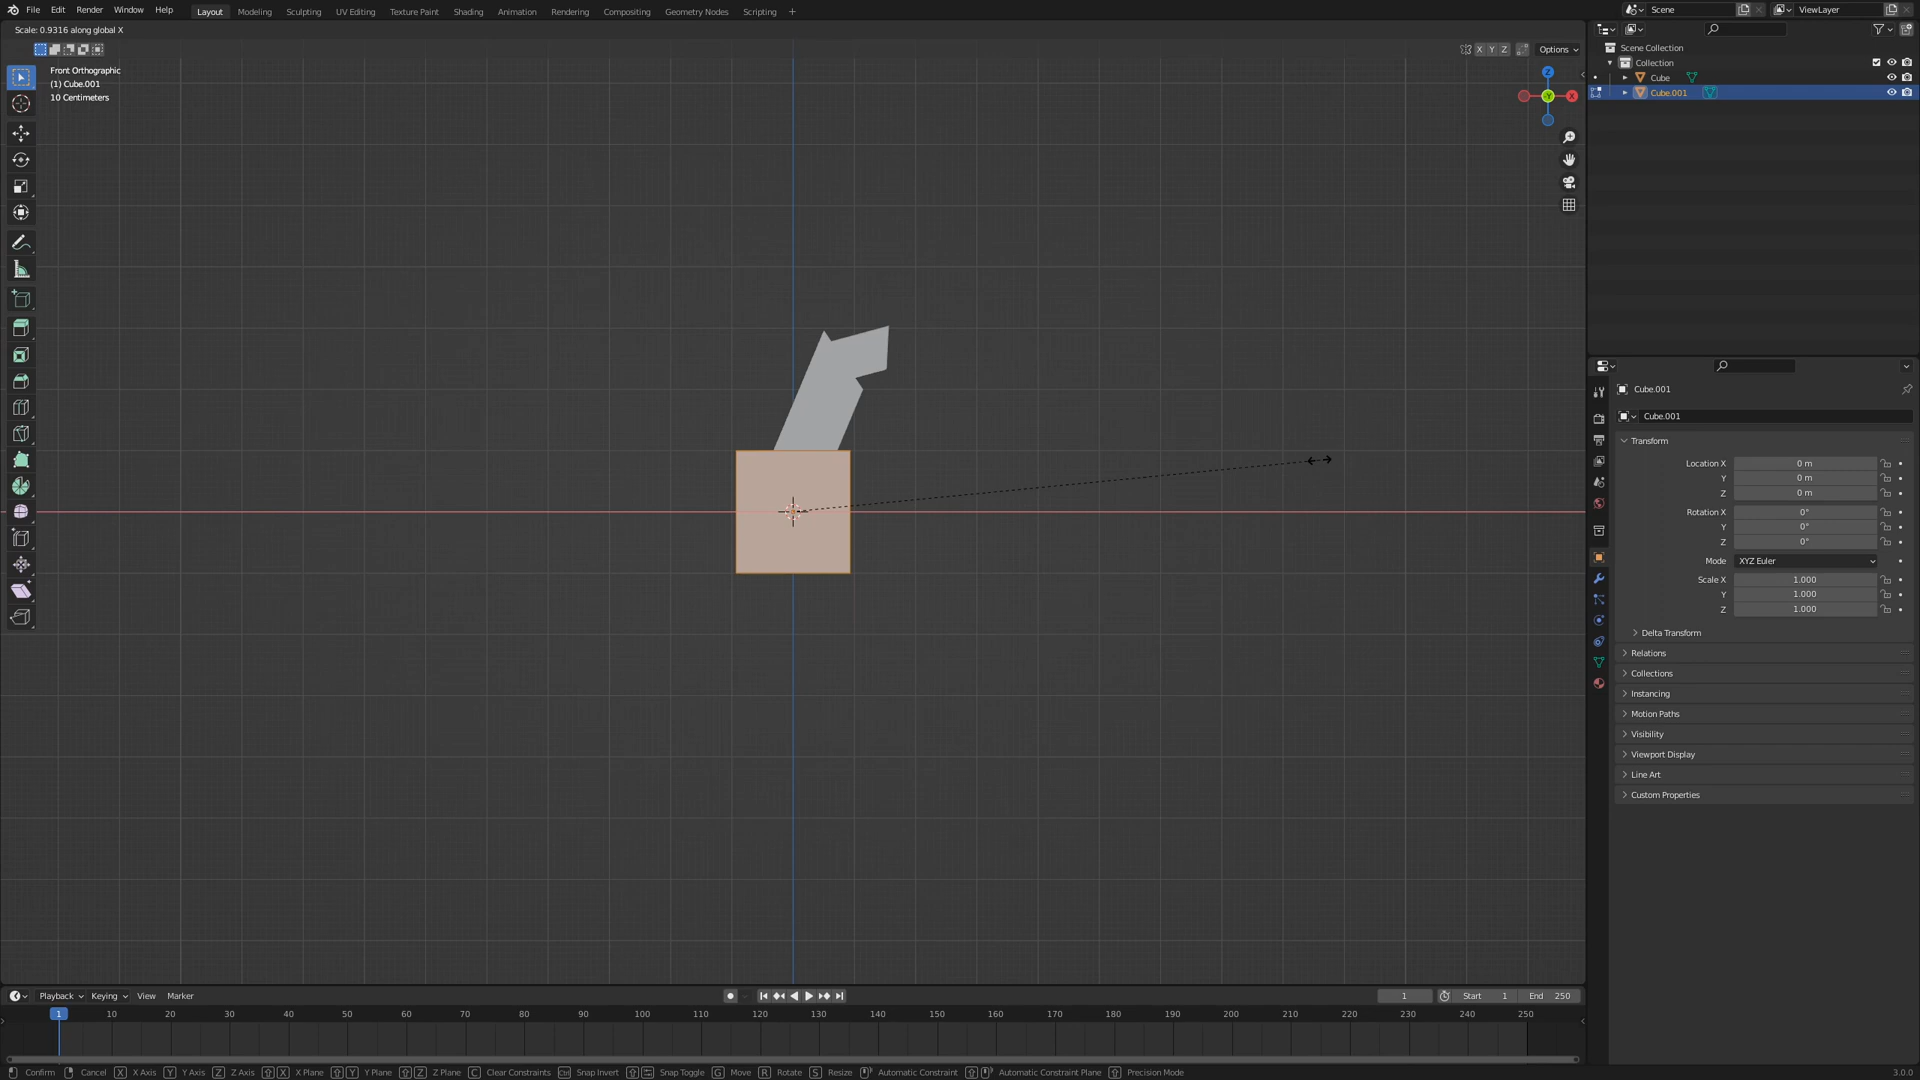 File Edit Render Window Help Layout Modeling Sculpting UV Editing Texture Paint Shading Animation Rendering Compositing Geometry Nodes Scripting + Scene ViewLayer
Scale: 0.9316 along global X
X Y Z Options
Front Orthographic
(1) Cube.001
10 Centimeters
Z
Y
X
Scene Collection
Collection
Cube
Cube.001
Cube.001
Cube.001
Transform
Location X 0 m
Y 0 m
Z 0 m
Rotation X 0°
Y 0°
Z 0°
Mode XYZ Euler
Scale X 1.000
Y 1.000
Z 1.000
Delta Transform
Relations
Collections
Instancing
Motion Paths
Visibility
Viewport Display
Line Art
Custom Properties
Playback Keying View Marker 1 Start 1 End 250
1 10 20 30 40 50 60 70 80 90 100 110 120 130 140 150 160 170 180 190 200 210 220 230 240 250
Confirm Cancel X X Axis Y Y Axis Z Z Axis X X Plane Y Y Plane Z Z Plane C Clear Constraints Ctrl Snap Invert Snap Toggle G Move R Rotate S Resize Automatic Constraint Automatic Constraint Plane Precision Mode 3.0.0